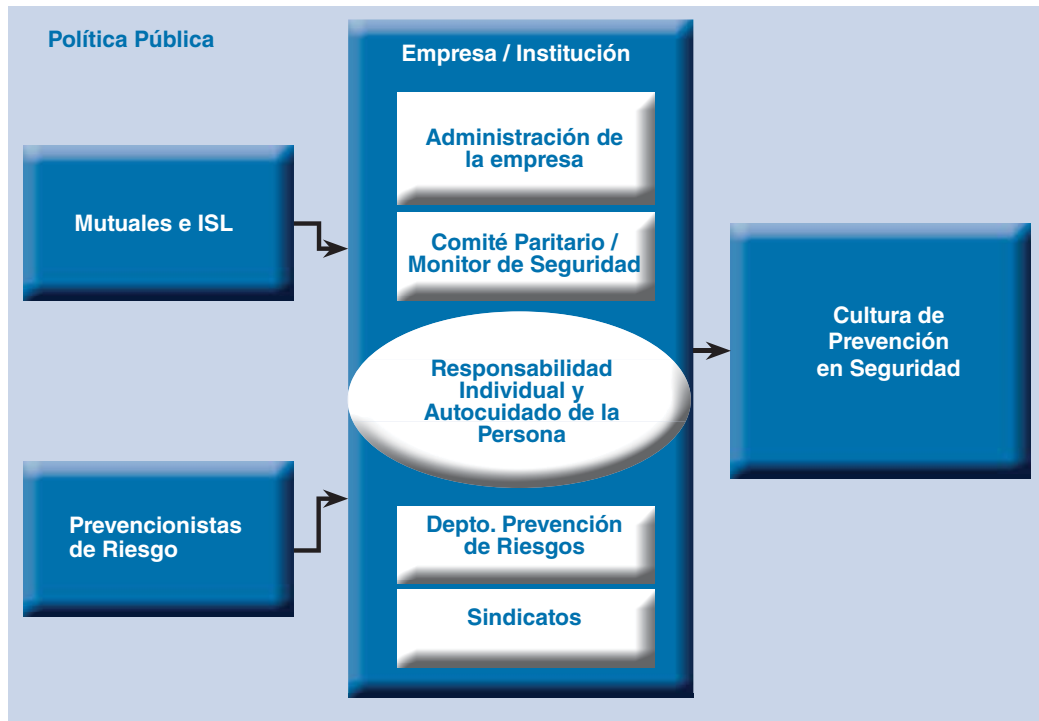 Política Pública
Empresa / Institución
Administración de
la empresa
Mutuales e ISL
Comité Paritario /
Monitor de Seguridad
Cultura de
Prevención
en Seguridad
Responsabilidad
Individual y
Autocuidado de la
Persona
Prevencionistas
de Riesgo
Depto. Prevención
de Riesgos
Sindicatos